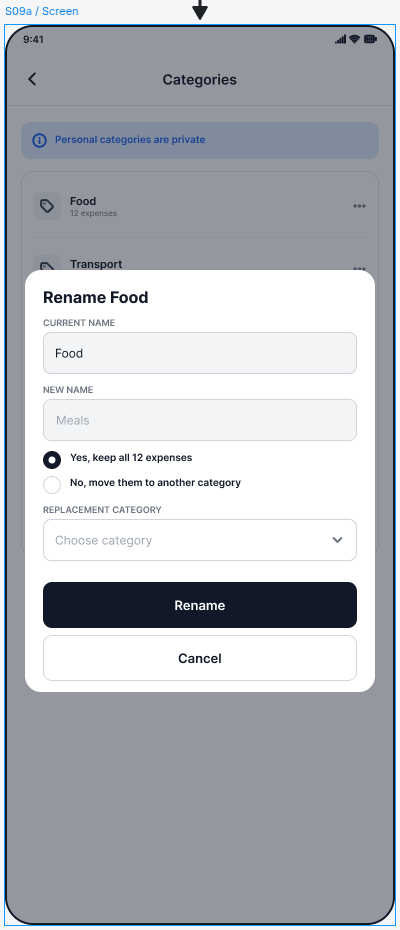 S09a / Screen
9:41
Categories
Personal categories are private
Food
12 expenses
Transport
Rename Food
CURRENT NAME
Food
NEW NAME
Meals
Yes, keep all 12 expenses
No, move them to another category
REPLACEMENT CATEGORY
Choose category
Rename
Cancel